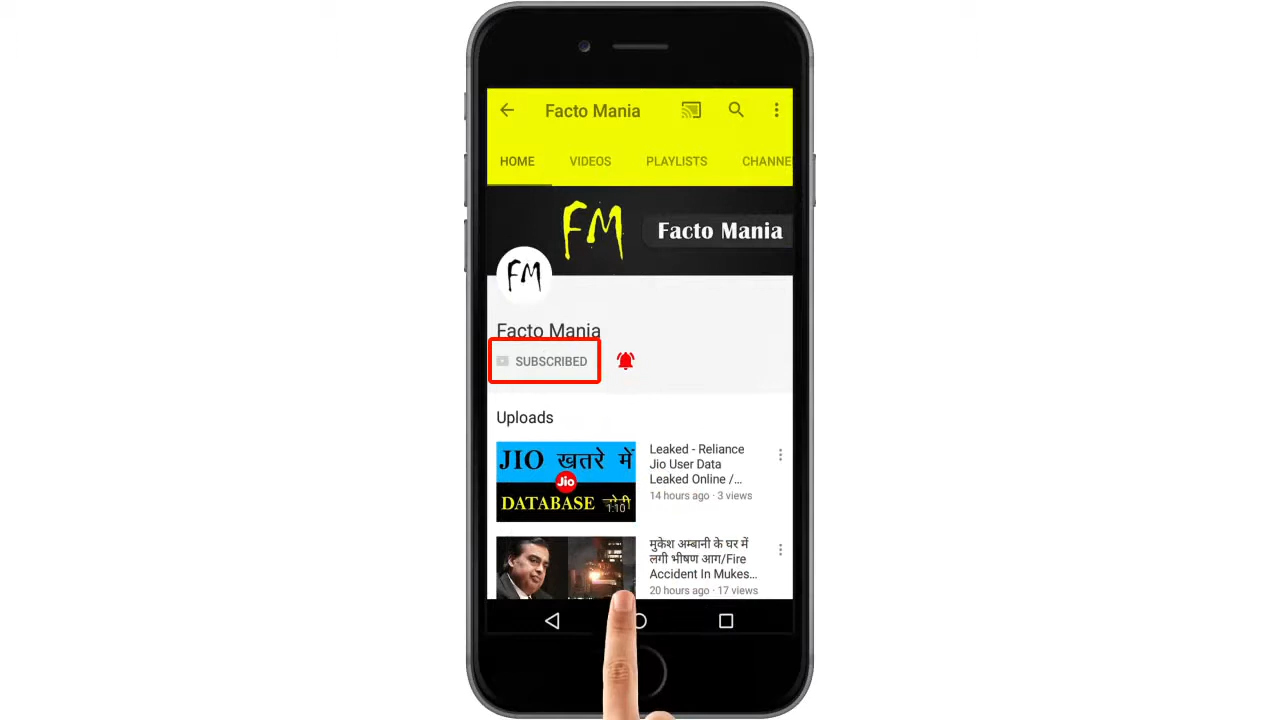 Facto Mania
HOME VIDEOS PLAYLISTS CHANNE
FM Facto Mania
FM
Facto Mania
SUBSCRIBED
Uploads
JIO खतरे में
Jio
DATABASE चोरी
1:10
Leaked - Reliance
Jio User Data
Leaked Online /...
14 hours ago · 3 views
मुकेश अम्बानी के घर में
लगी भीषण आग/Fire
Accident In Mukes...
20 hours ago · 17 views